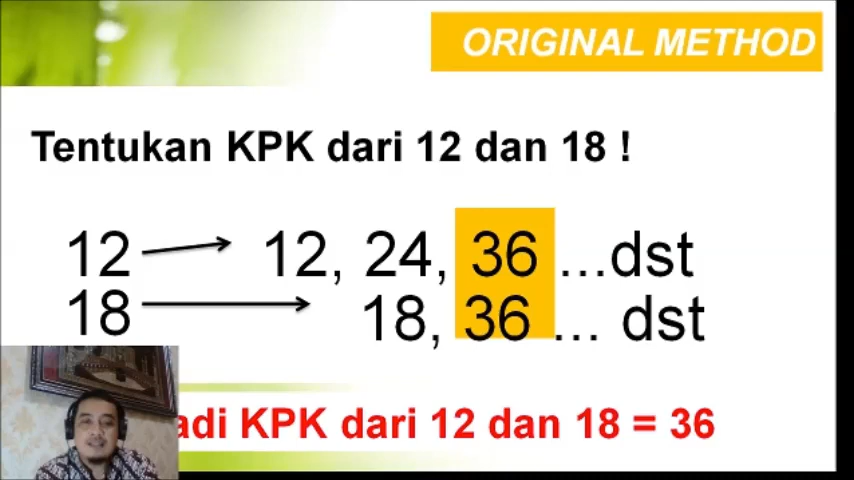 ORIGINAL METHOD
Tentukan KPK dari 12 dan 18 !
12 12, 24, 36 ...dst
18 18, 36 ... dst
adi KPK dari 12 dan 18 = 36